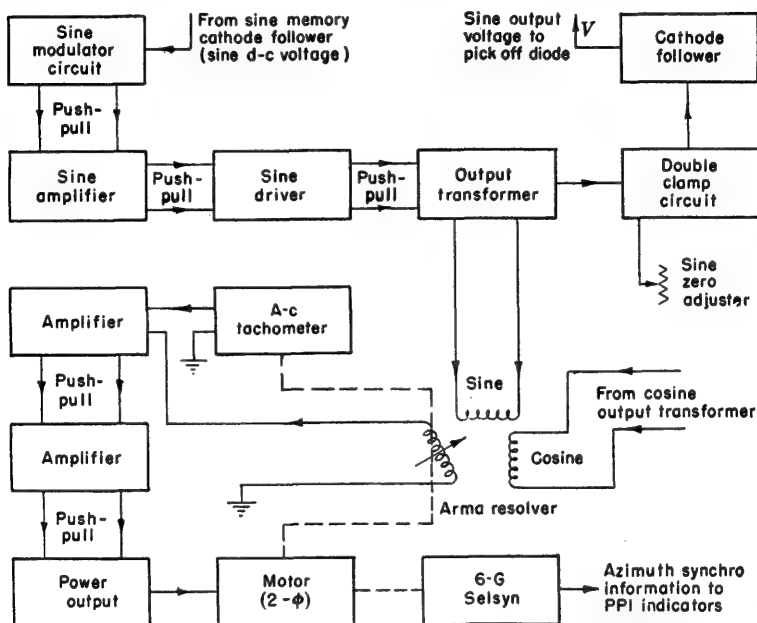 Sine
modulator
circuit
From sine memory
cathode follower
(sine d-c voltage)
Sine output
voltage to
pick off diode
V
Cathode
follower
Push-
pull
Sine
amplifier
Push-
pull
Sine
driver
Push-
pull
Output
transformer
Double
clamp
circuit
Sine
zero
adjuster
Amplifier
A-c
tachometer
Push-
pull
Sine
From cosine
output transformer
Cosine
Amplifier
Arma resolver
Push-
pull
Power
output
Motor
(2-φ)
6-G
Selsyn
Azimuth synchro
information to
PPI indicators